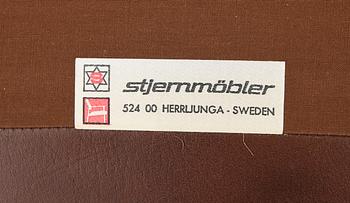 stjernmöbler
524 00 HERRLJUNGA - SWEDEN